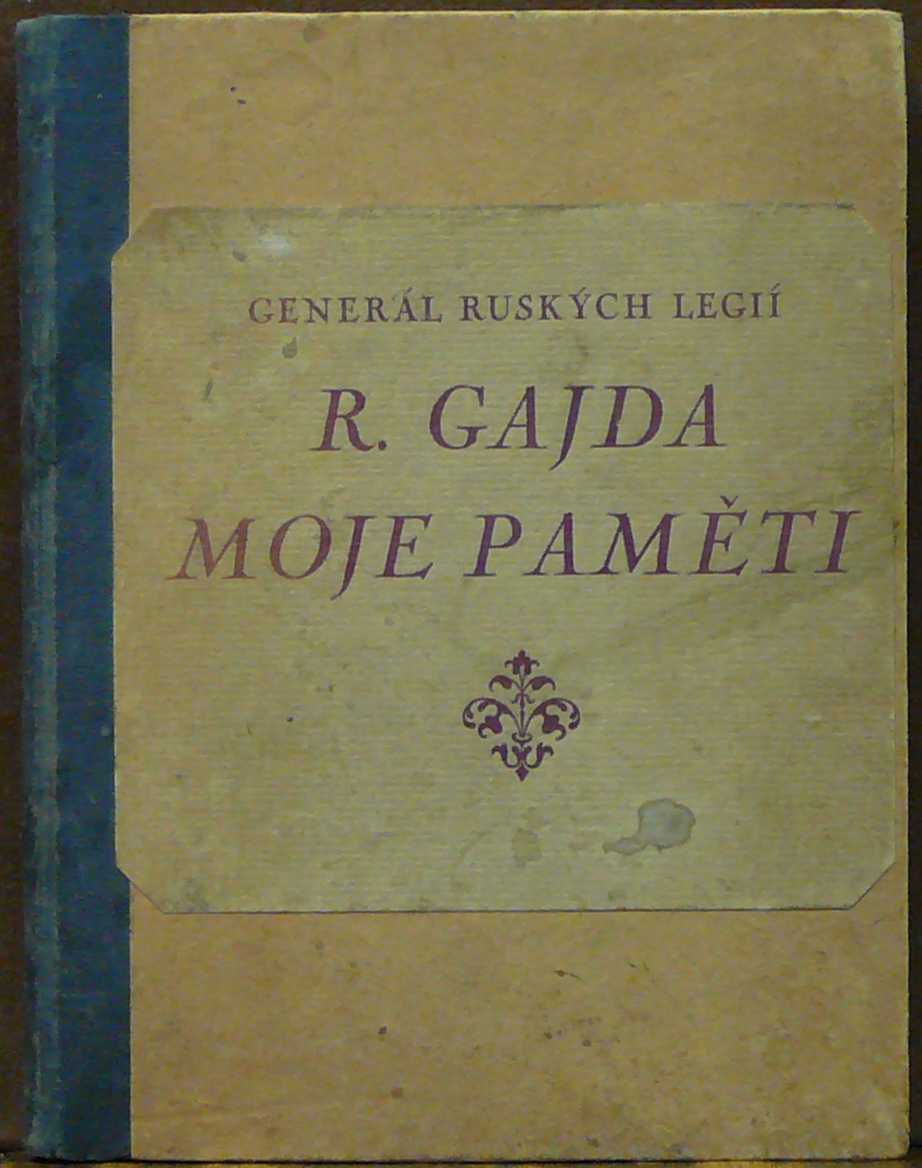 GENERÁL RUSKÝCH LEGIÍ
R. GAJDA
MOJE PAMĚTI